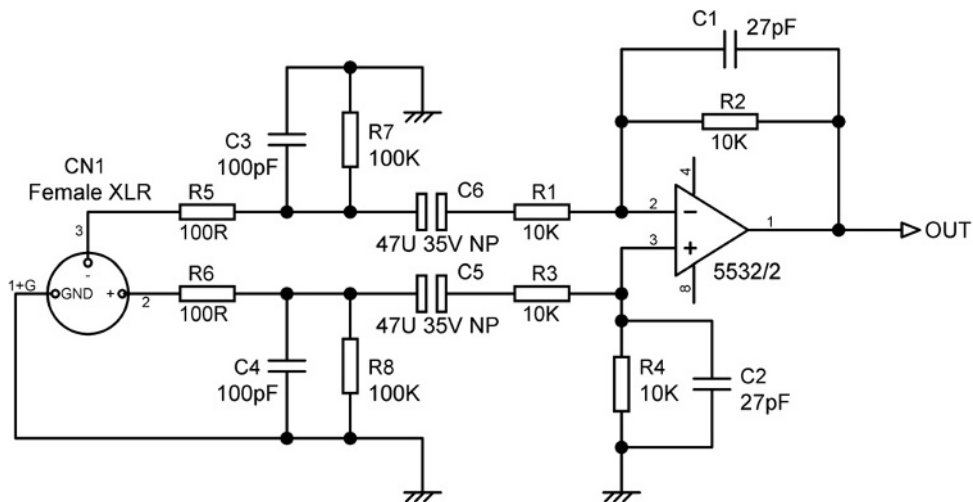 C1
27pF
R2
10K
C3
100pF
R7
100K
CN1
Female XLR
R5
100R
C6
47U 35V NP
R1
10K
4
2
-
3
+
1
OUT
5532/2
8
3
-
1+G
GND
+
2
R6
100R
C5
47U 35V NP
R3
10K
C4
100pF
R8
100K
R4
10K
C2
27pF